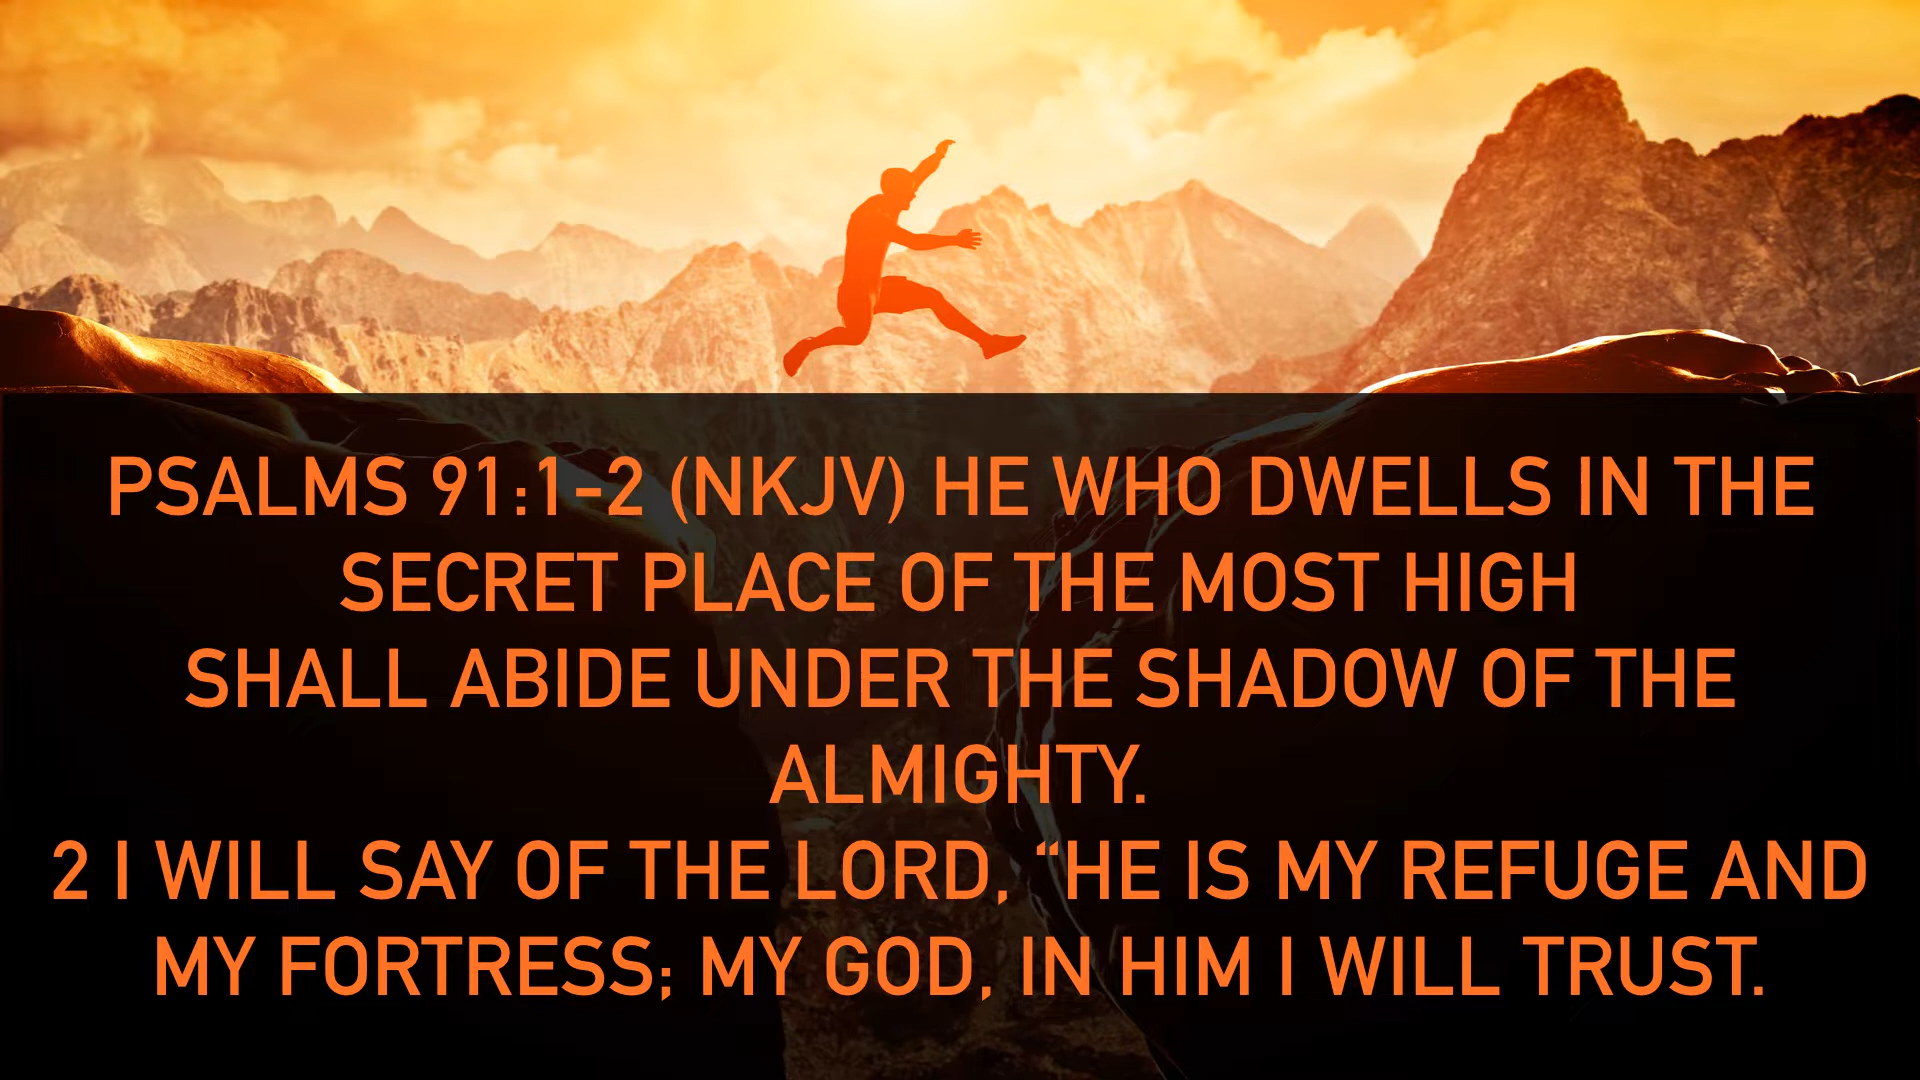 PSALMS 91:1-2 (NKJV) HE WHO DWELLS IN THE
SECRET PLACE OF THE MOST HIGH
SHALL ABIDE UNDER THE SHADOW OF THE
ALMIGHTY.
2 I WILL SAY OF THE LORD, “HE IS MY REFUGE AND
MY FORTRESS; MY GOD, IN HIM I WILL TRUST.